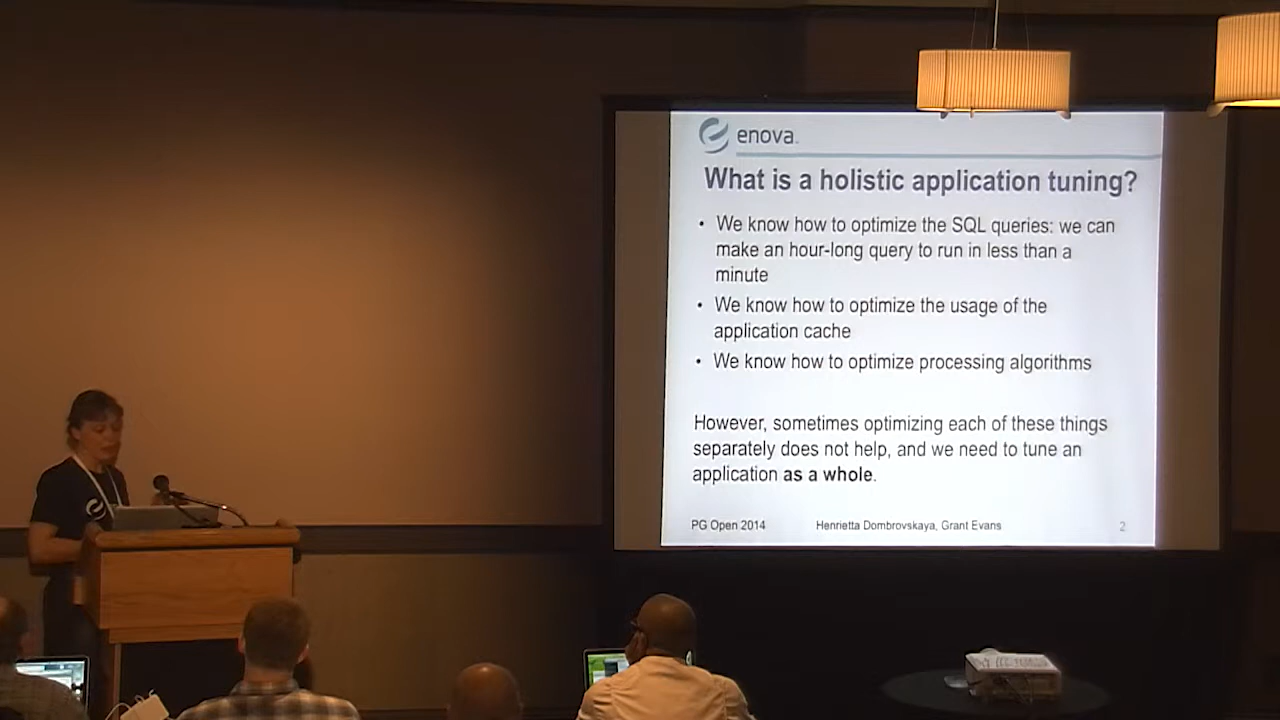 enova
What is a holistic application tuning?
• We know how to optimize the SQL queries: we can
make an hour-long query to run in less than a
minute
• We know how to optimize the usage of the
application cache
• We know how to optimize processing algorithms
However, sometimes optimizing each of these things
separately does not help, and we need to tune an
application as a whole.
PG Open 2014 Henrietta Dombrovskaya, Grant Evans 2